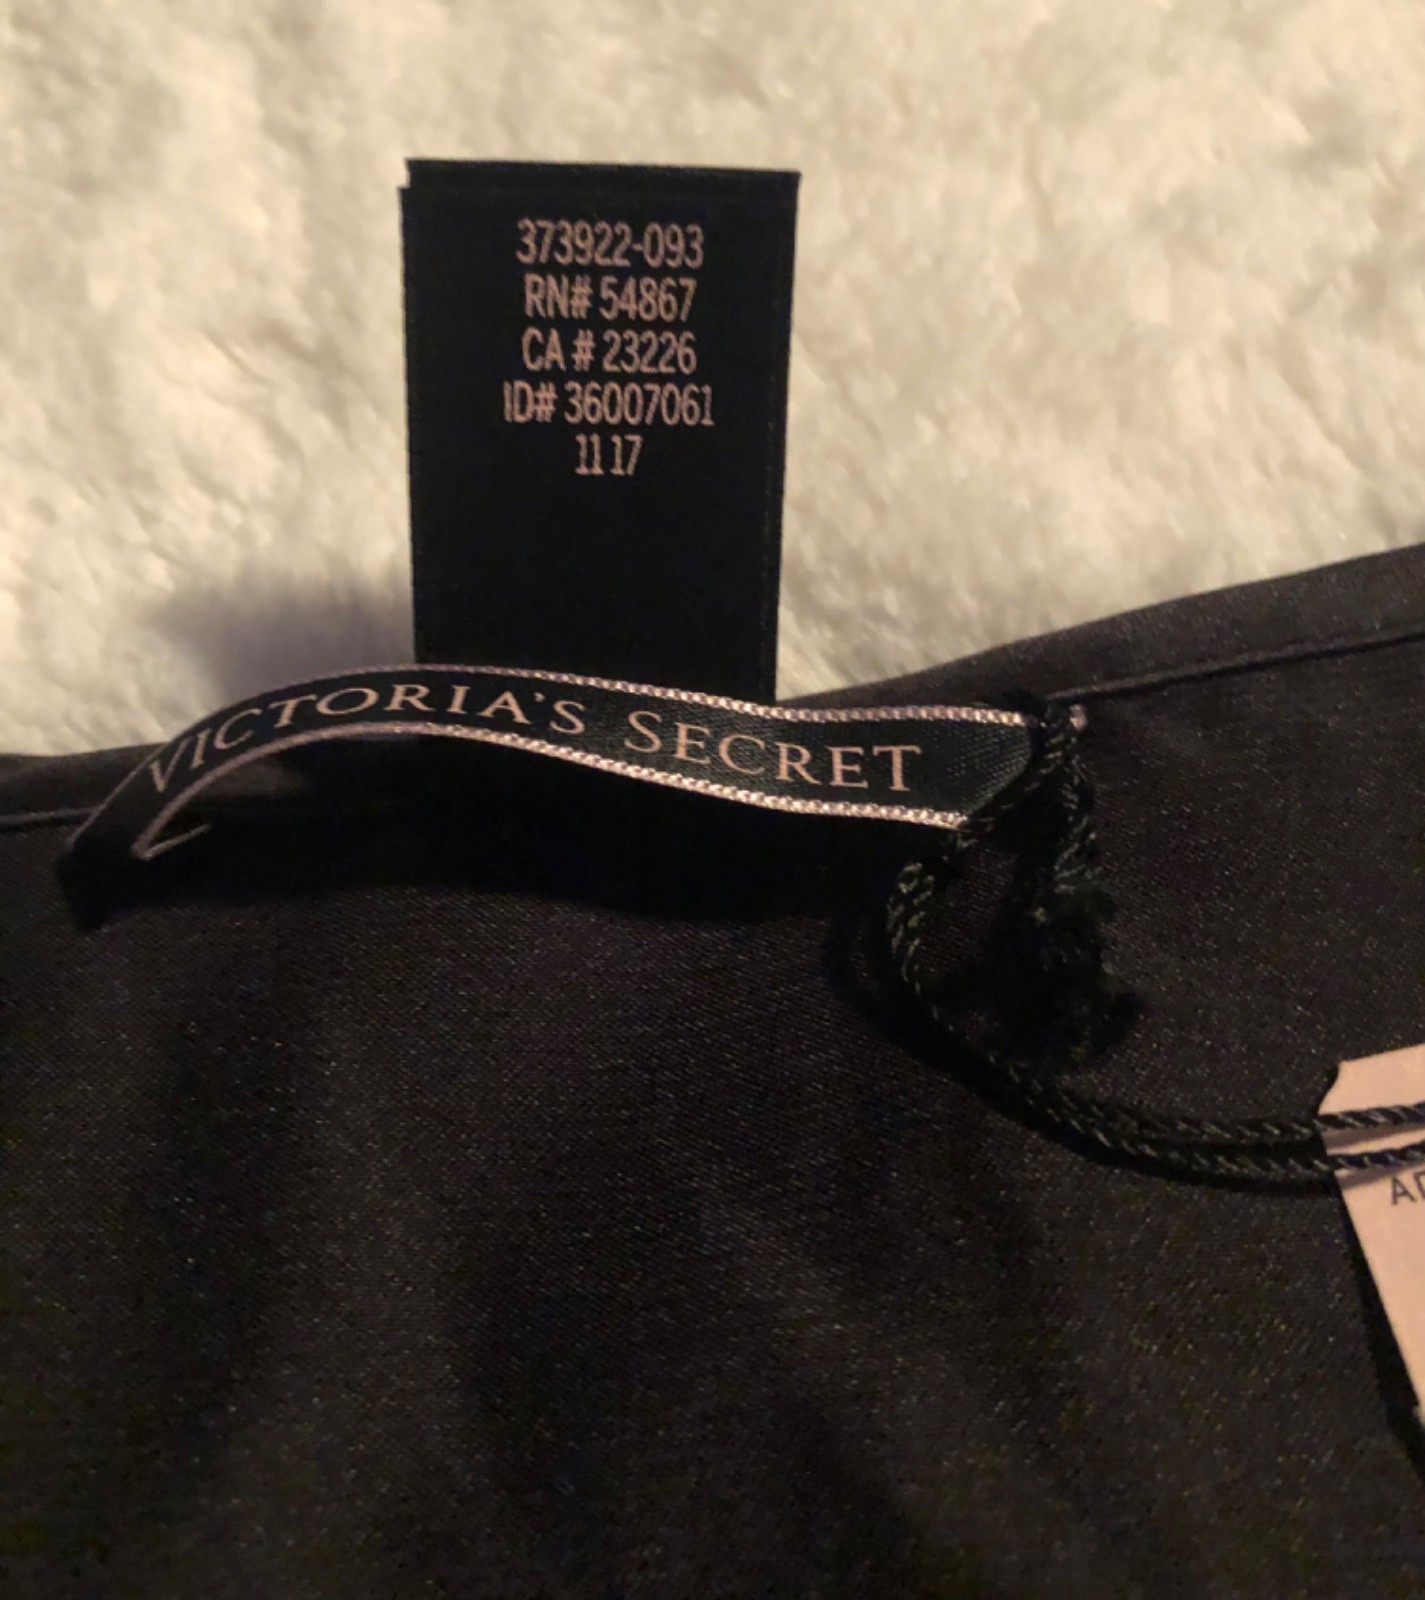 373922-093
RN# 54867
CA # 23226
ID# 36007061
11 17
VICTORIA'S SECRET